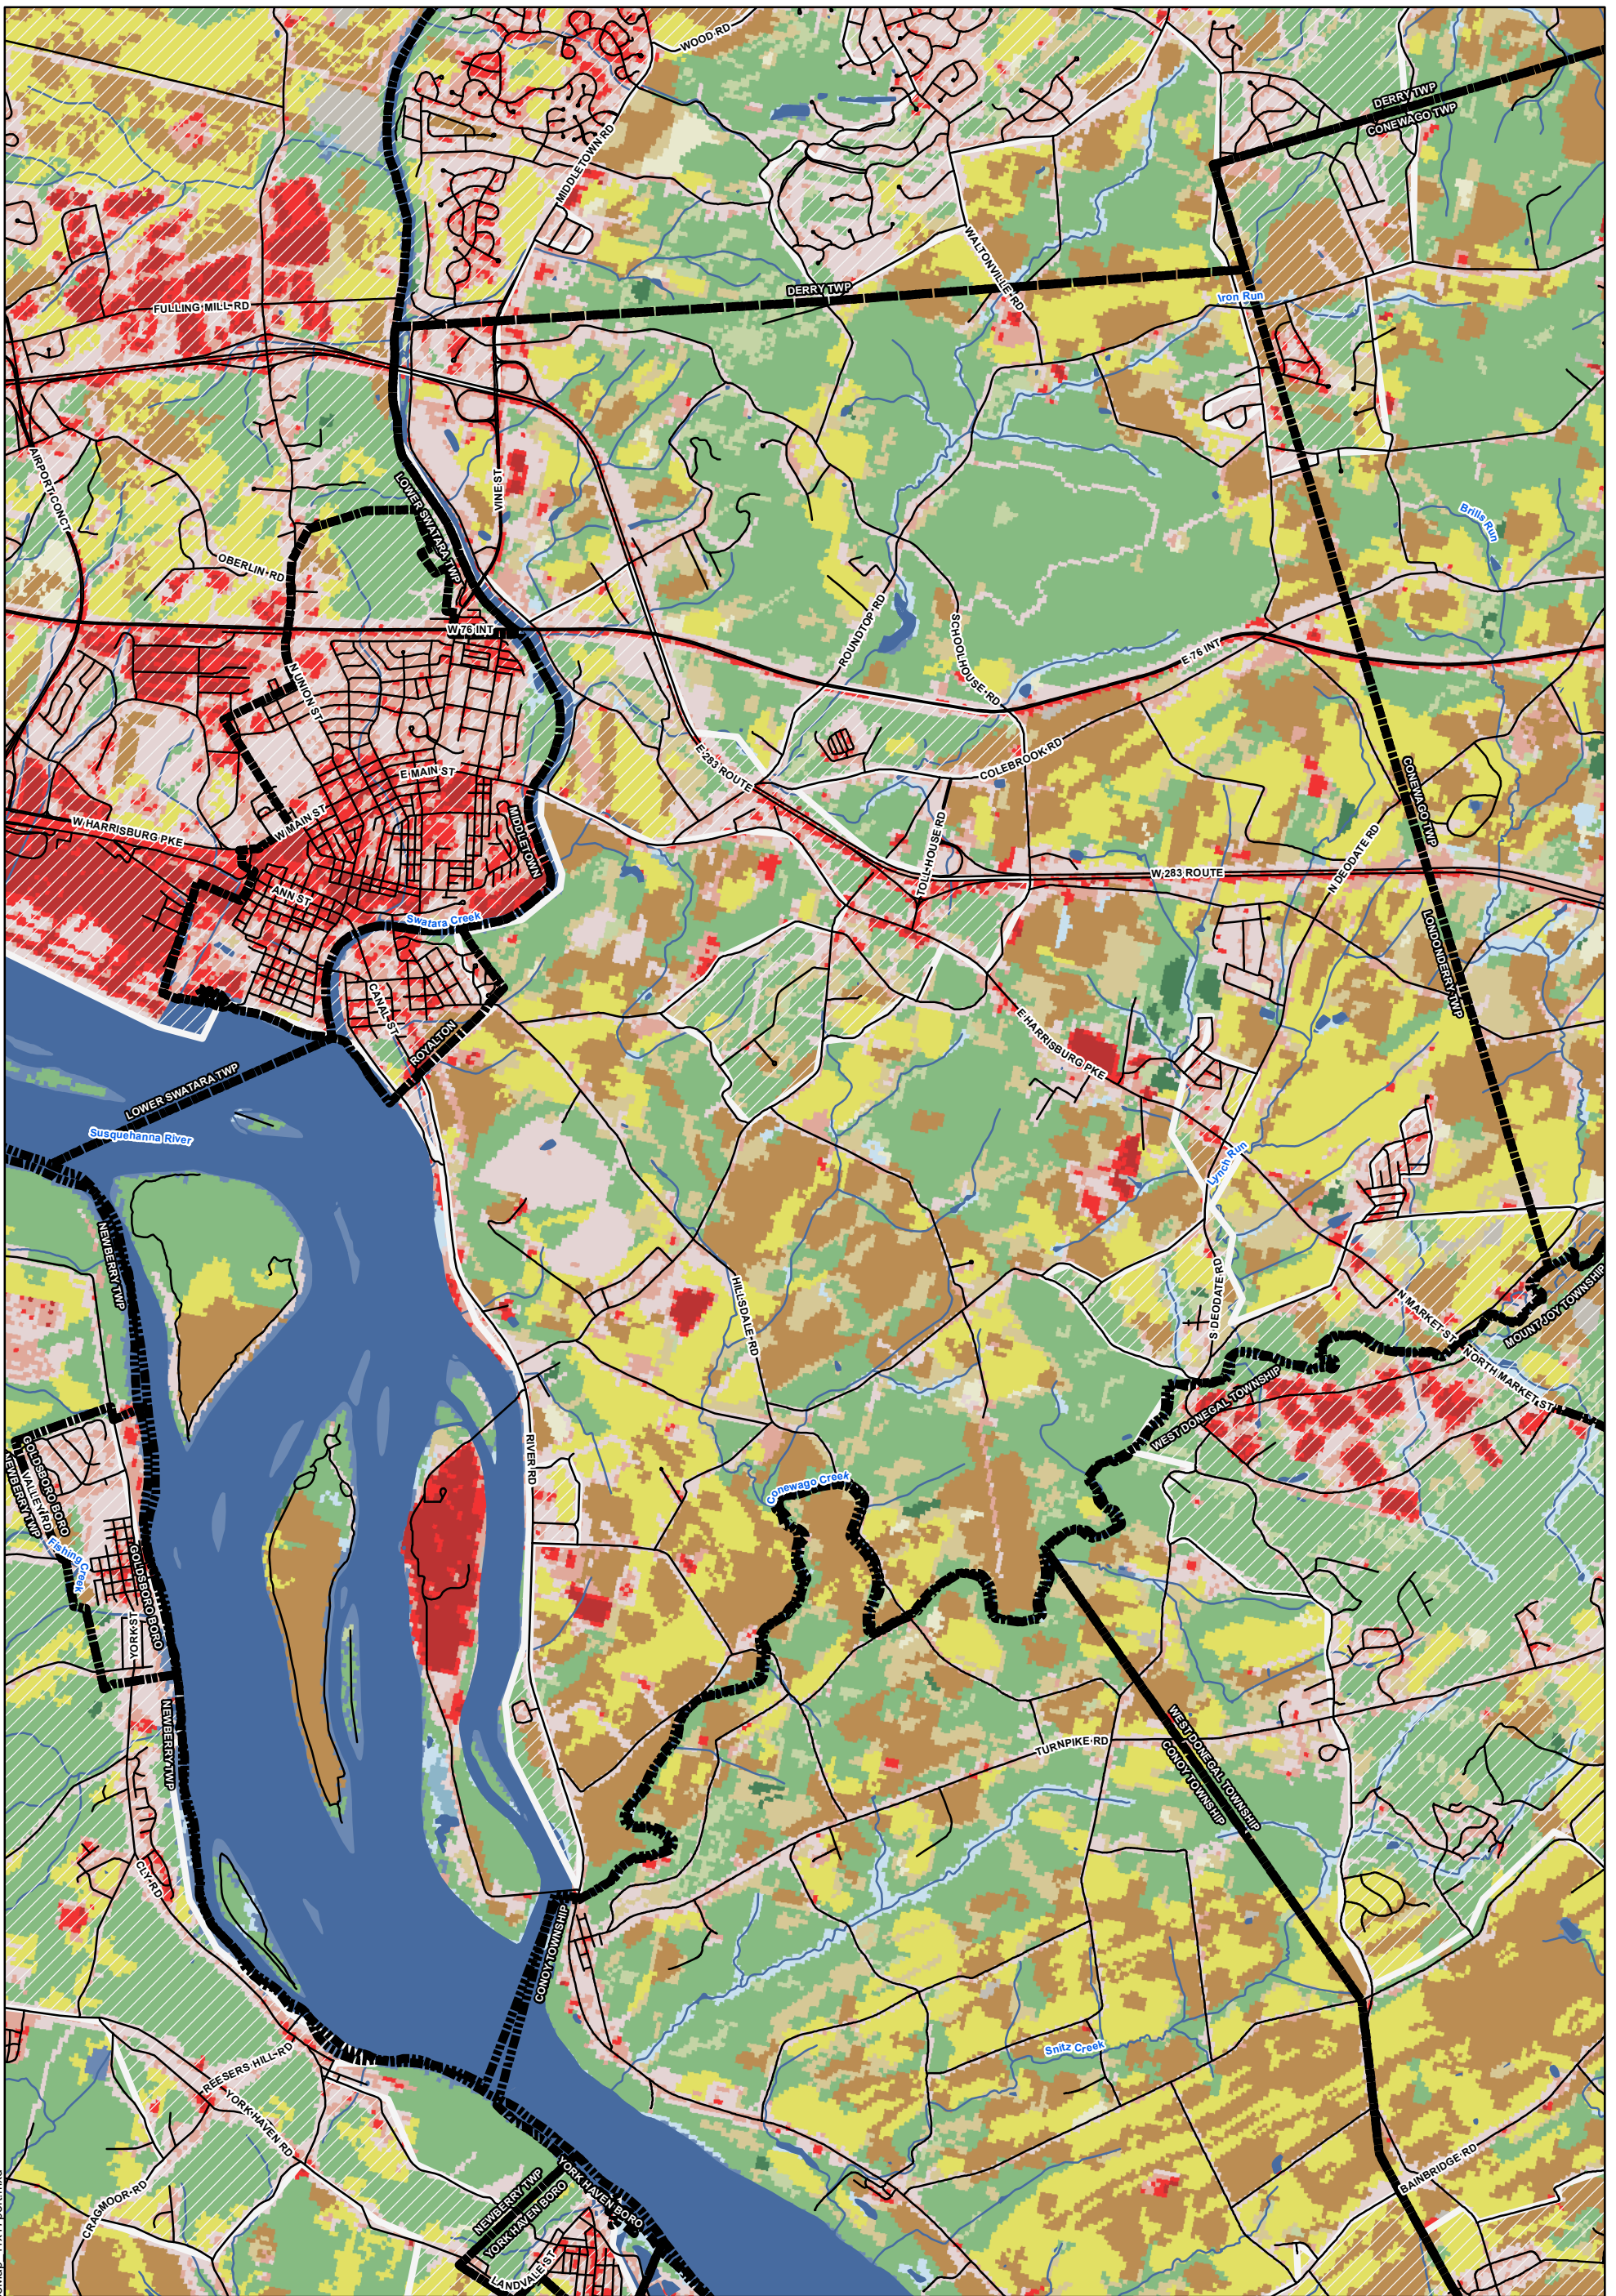 WOOD RD
DERRY TWP
CONEWAGO TWP
MIDDLETOWN RD
WALTONVILLE RD
DERRY TWP
Iron Run
FULLING MILL RD
AIRPORT CONCT
LOWER SWATARA TWP
VINE ST
Brills Run
OBERLIN RD
W 76 INT
ROUNDTOP RD
SCHOOLHOUSE RD
E 76 INT
N UNION ST
E 283 ROUTE
COLEBROOK RD
E MAIN ST
CONEWAGO TWP
W MAIN ST
W HARRISBURG PKE
MIDDLETOWN
TOLL HOUSE RD
N DEODATE RD
W 283 ROUTE
ANN ST
Swatara Creek
LONDONDERRY TWP
CANAL ST
ROYALTON
E HARRISBURG PKE
LOWER SWATARA TWP
Susquehanna River
Lynch Run
NEWBERRY TWP
HILLSDALE RD
S DEODATE RD
N MARKET ST
MOUNT JOY TOWNSHIP
NORTH MARKET ST
WEST DONEGAL TOWNSHIP
GOLDSBORO BORO
VALLEY RD
NEWBERRY TWP
RIVER RD
Conewago Creek
Fishing Creek
GOLDSBORO BORO
YORK ST
NEWBERRY TWP
TURNPIKE RD
WEST DONEGAL TOWNSHIP
CONOY TOWNSHIP
CLY RD
CONOY TOWNSHIP
Snitz Creek
REESERS HILL RD
YORK HAVEN RD
BAINBRIDGE RD
CRAGMOOR RD
NEWBERRY TWP
YORK HAVEN BORO
YORK HAVEN BORO
LANDVALE ST